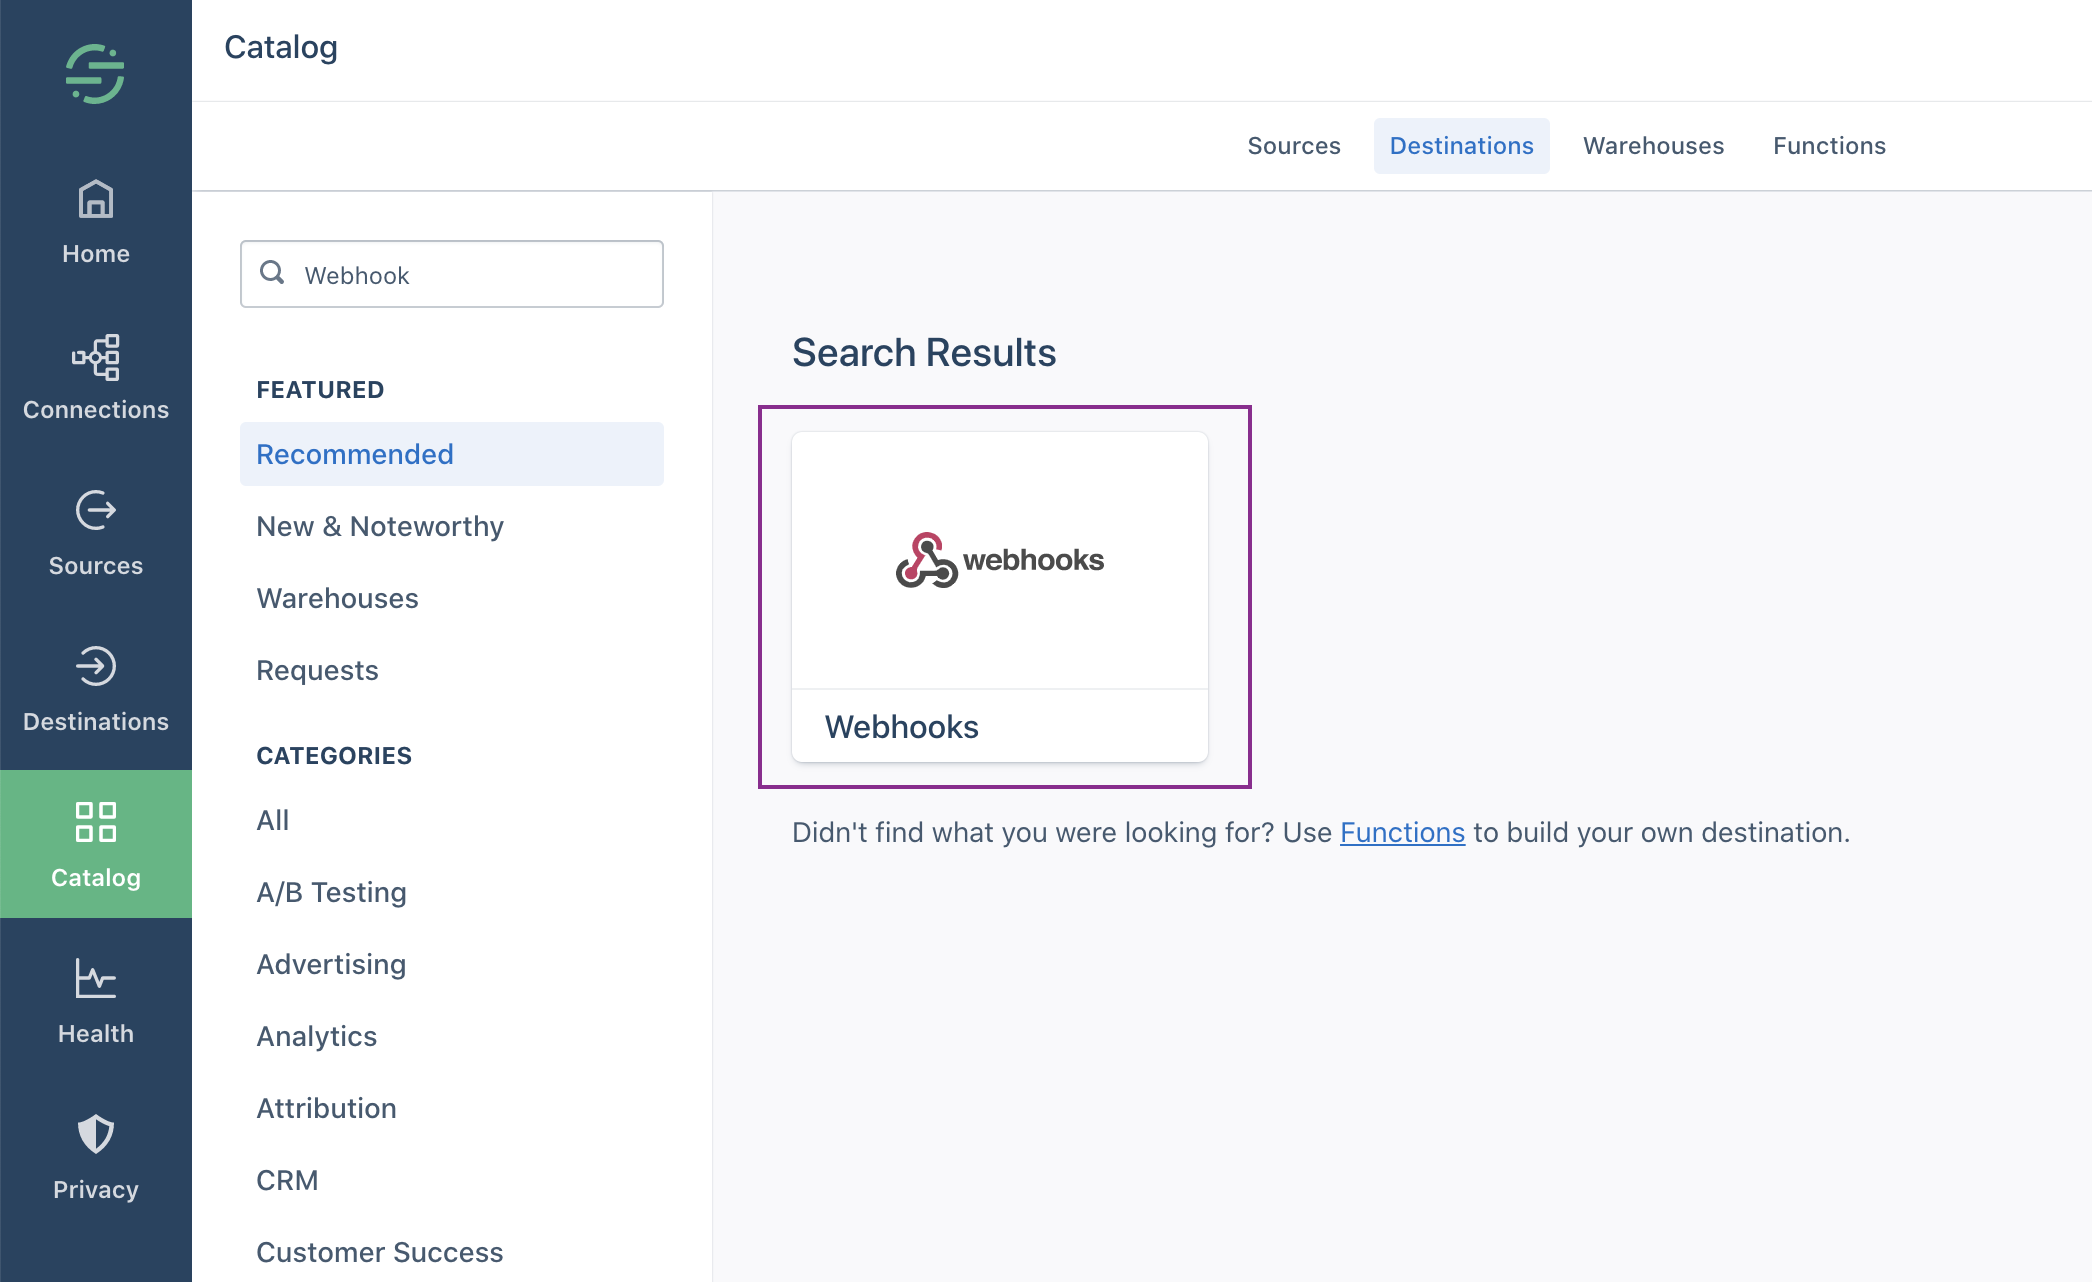 Catalog
Sources
Destinations
Warehouses
Functions
Home
Connections
Sources
Destinations
Catalog
Health
Privacy
Webhook
FEATURED
Recommended
New & Noteworthy
Warehouses
Requests
CATEGORIES
All
A/B Testing
Advertising
Analytics
Attribution
CRM
Customer Success
Search Results
webhooks
Webhooks
Didn't find what you were looking for? Use Functions to build your own destination.